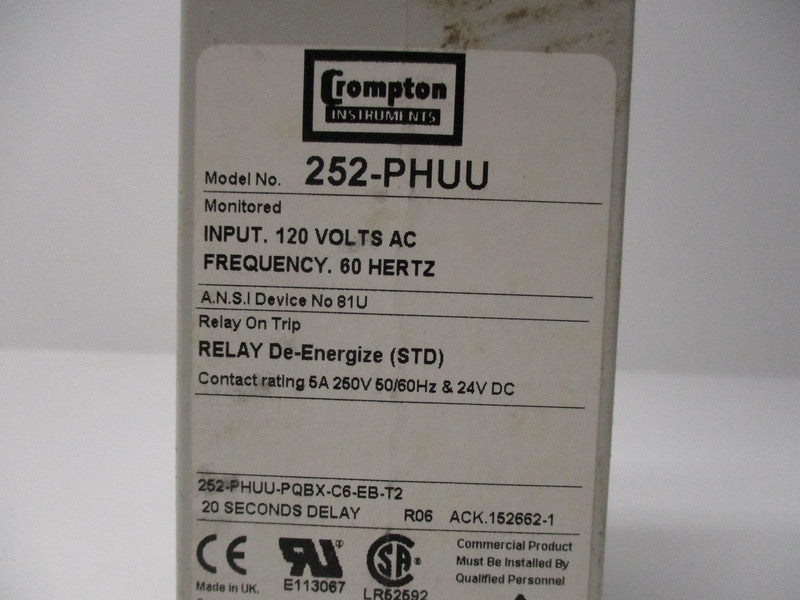 Crompton
INSTRUMENTS
Model No. 252-PHUU
Monitored
INPUT. 120 VOLTS AC
FREQUENCY. 60 HERTZ
A.N.S.I Device No 81U
Relay On Trip
RELAY De-Energize (STD)
Contact rating 5A 250V 50/60Hz & 24V DC
252-PHUU-PQBX-C6-EB-T2
20 SECONDS DELAY R06 ACK.152662-1
CE UR ® SA ® Commercial Product
Must Be Installed By
Made in UK. E113067 LR52592 Qualified Personnel